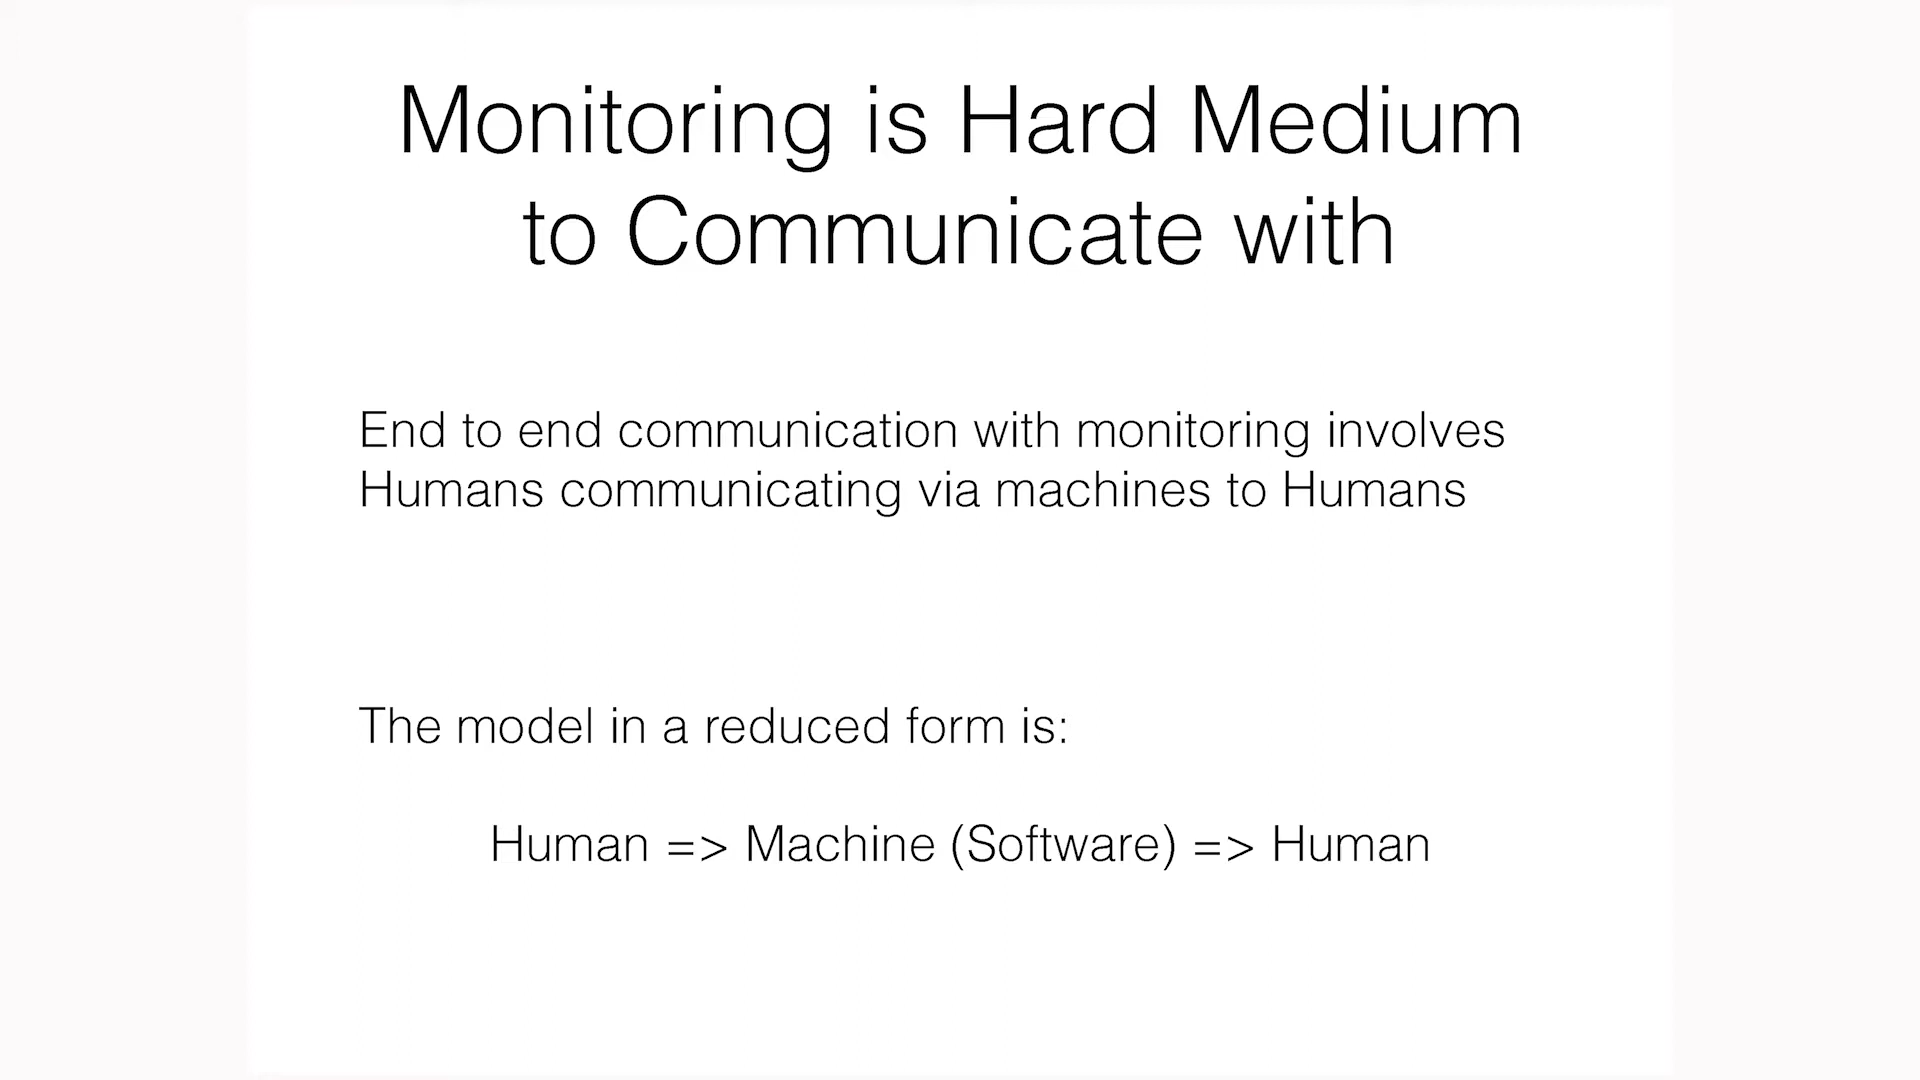 Monitoring is Hard Medium
to Communicate with
End to end communication with monitoring involves
Humans communicating via machines to Humans
The model in a reduced form is:
Human => Machine (Software) => Human